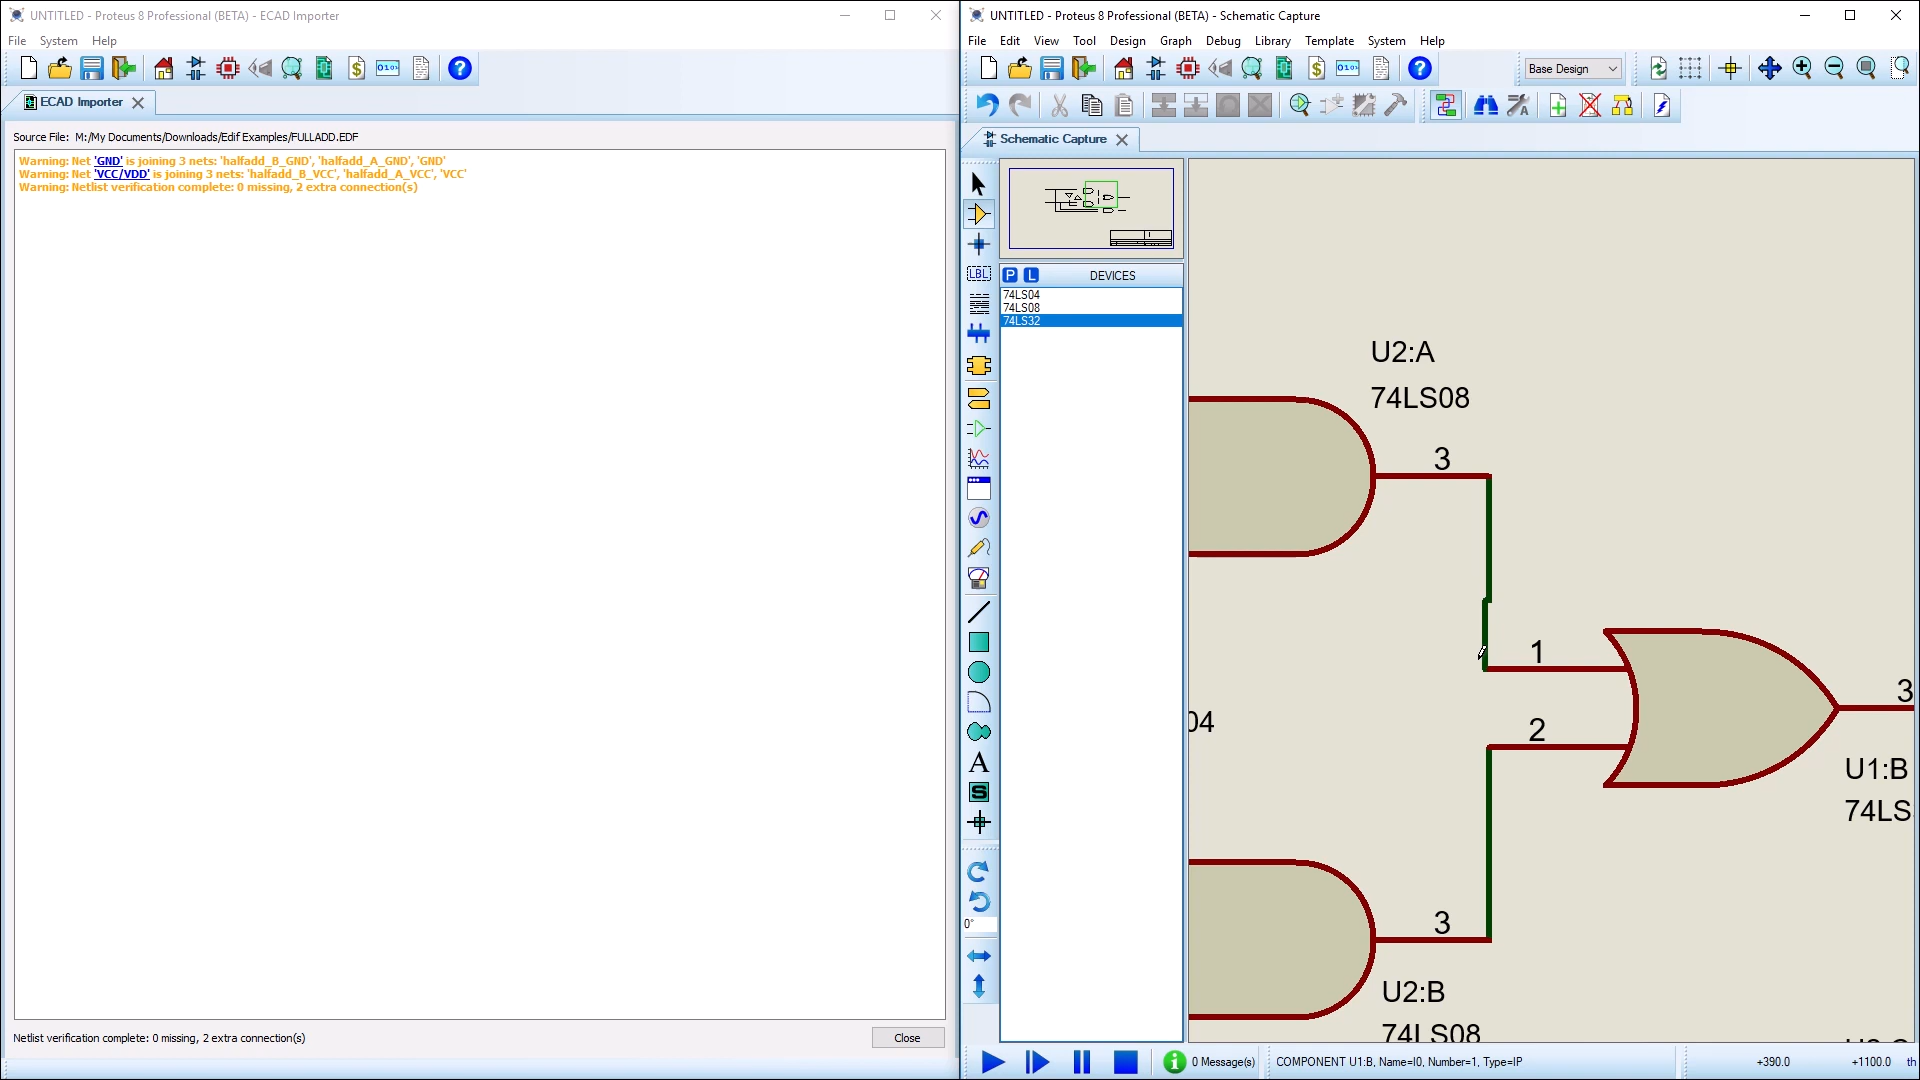 UNTITLED - Proteus 8 Professional (BETA) - ECAD Importer
File System Help
ECAD Importer
Source File: M:/My Documents/Downloads/Edif Examples/FULLADD.EDF
Warning: Net 'GND' is joining 3 nets: 'halfadd_B_GND', 'halfadd_A_GND', 'GND'
Warning: Net 'VCC/VDD' is joining 3 nets: 'halfadd_B_VCC', 'halfadd_A_VCC', 'VCC'
Warning: Netlist verification complete: 0 missing, 2 extra connection(s)
Netlist verification complete: 0 missing, 2 extra connection(s)
Close
UNTITLED - Proteus 8 Professional (BETA) - Schematic Capture
File Edit View Tool Design Graph Debug Library Template System Help
Base Design
Schematic Capture
LBL
A
S
0°
P L DEVICES
74LS04
74LS08
74LS32
U2:A
74LS08
3
1
3
04
2
U1:B
74LS
3
U2:B
74LS08
0 Message(s)
COMPONENT U1:B, Name=I0, Number=1, Type=IP
+390.0
+1100.0
th